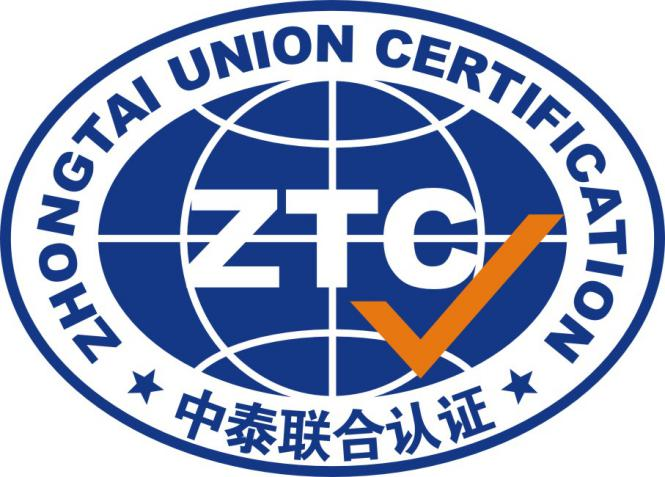 ZHONGTAI UNION CERTIFICATION
ZTC
中泰联合认证